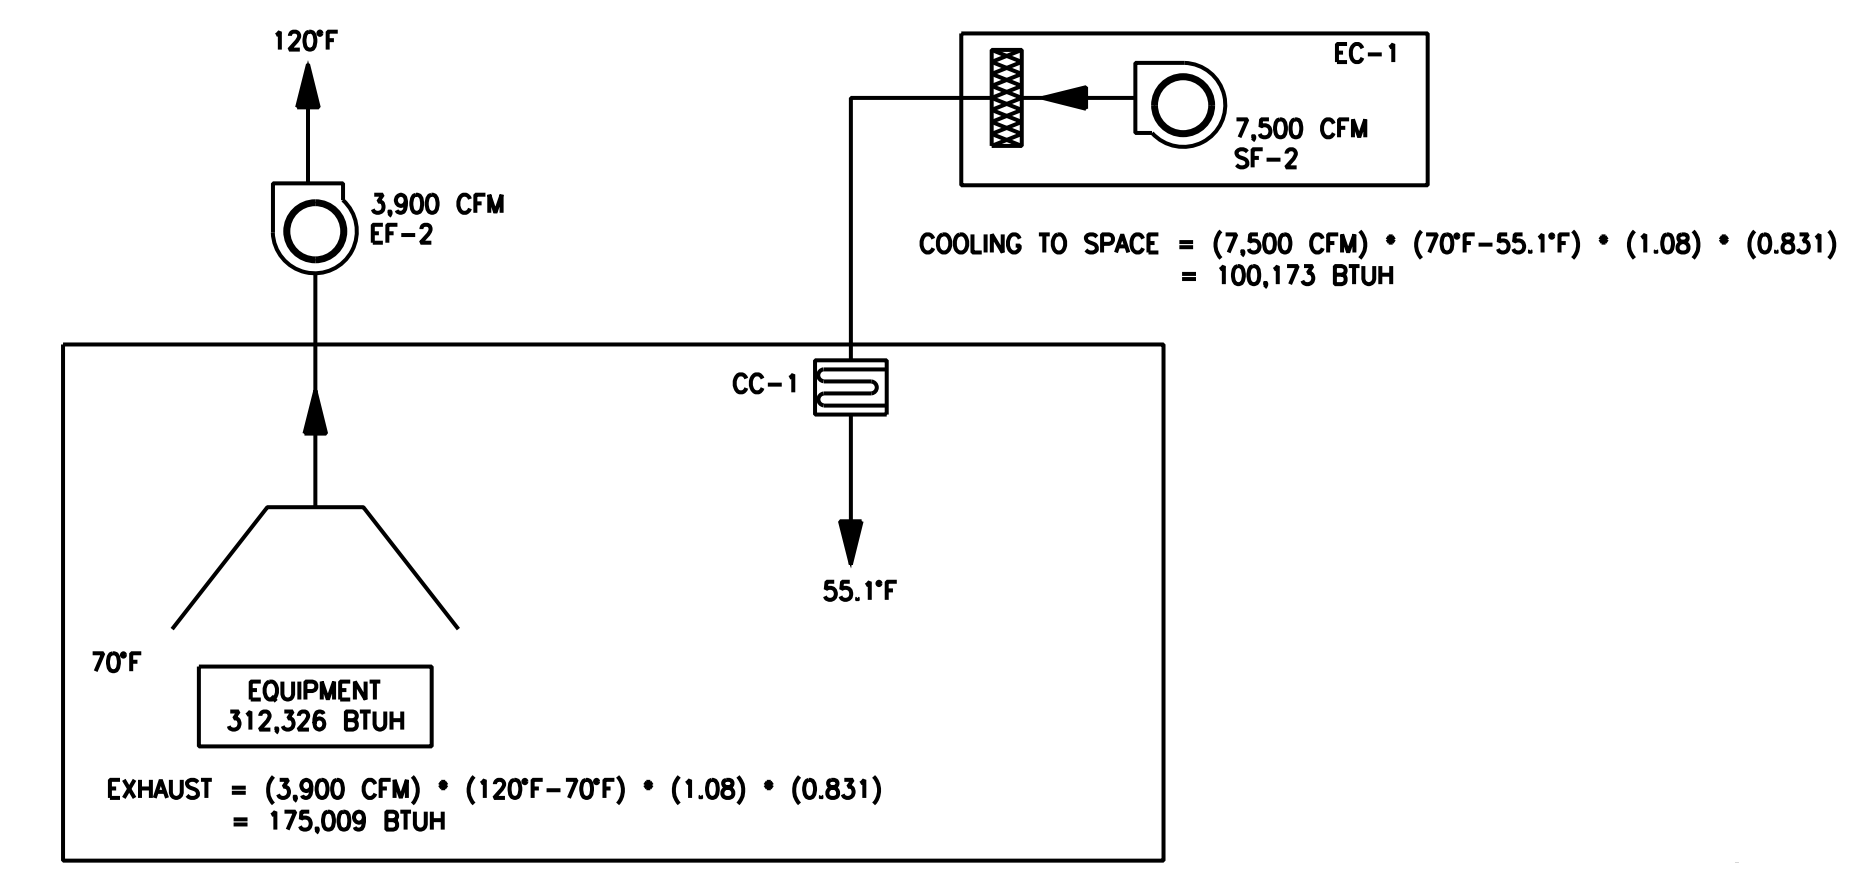 120°F
EC-1
7,500 CFM
SF-2
3,900 CFM
EF-2
COOLING TO SPACE = (7,500 CFM) * (70°F-55.1°F) * (1.08) * (0.831)
= 100,173 BTUH
CC-1
55.1°F
70°F
EQUIPMENT
312,326 BTUH
EXHAUST = (3,900 CFM) * (120°F-70°F) * (1.08) * (0.831)
= 175,009 BTUH